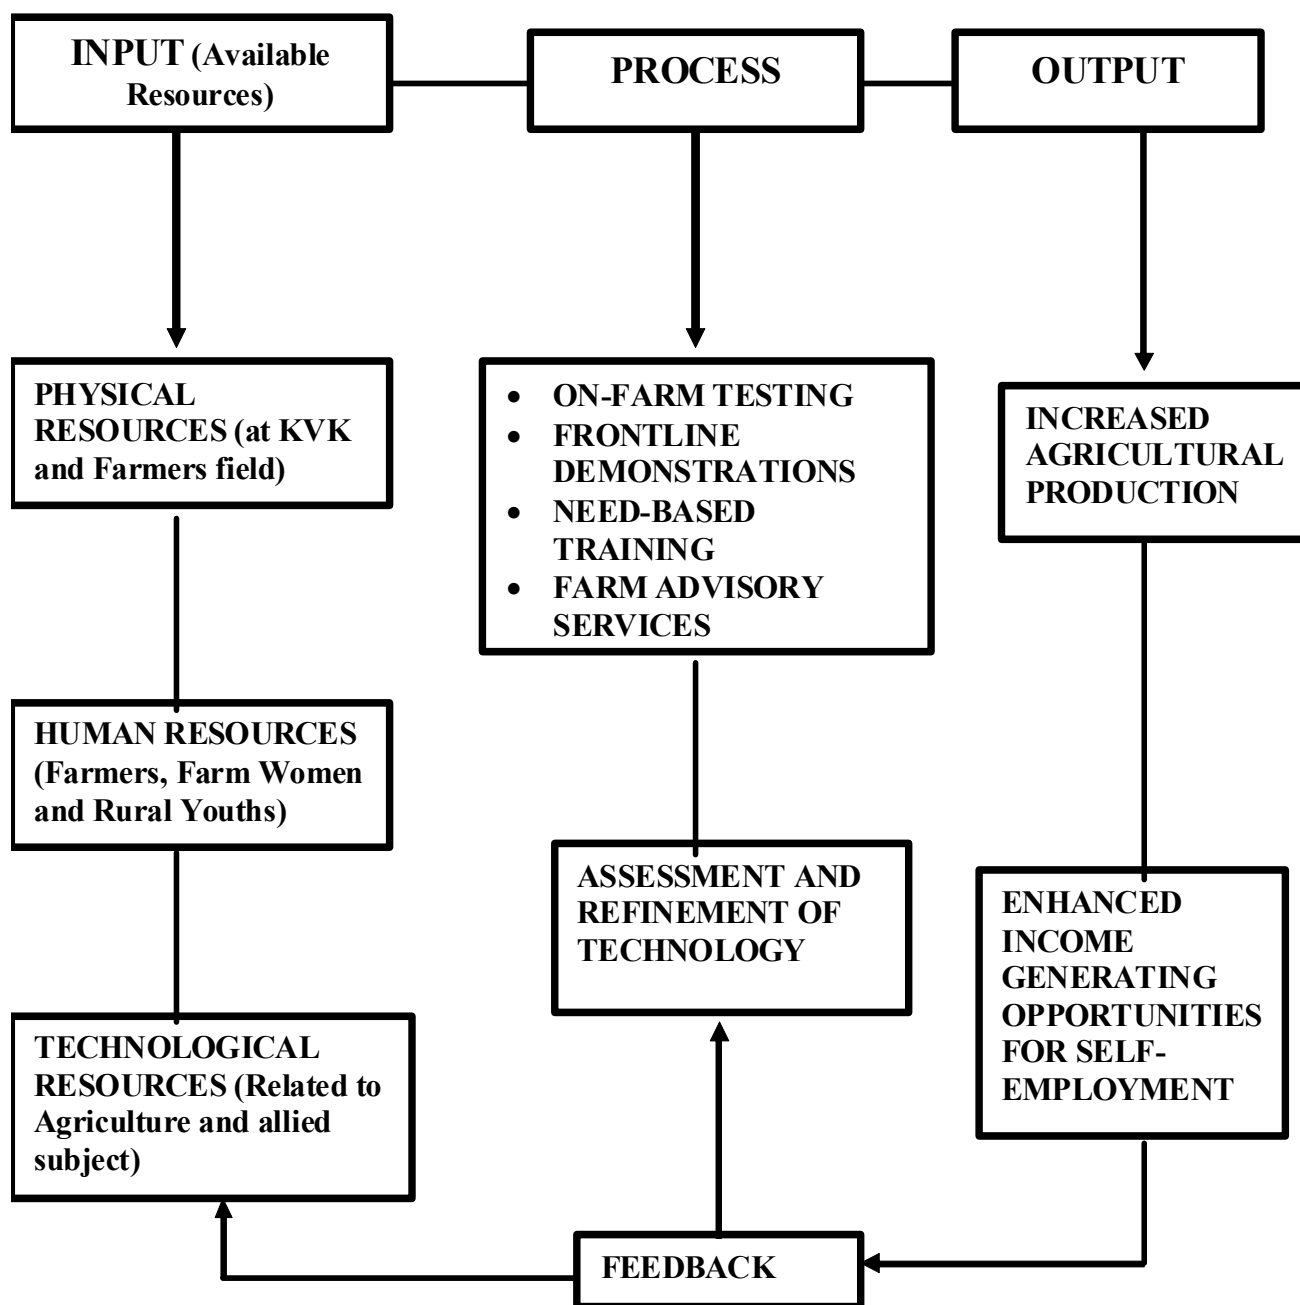 INPUT (Available
Resources)
PROCESS
OUTPUT
PHYSICAL
RESOURCES (at KVK
and Farmers field)
• ON-FARM TESTING
• FRONTLINE
DEMONSTRATIONS
• NEED-BASED
TRAINING
• FARM ADVISORY
SERVICES
INCREASED
AGRICULTURAL
PRODUCTION
HUMAN RESOURCES
(Farmers, Farm Women
and Rural Youths)
ASSESSMENT AND
REFINEMENT OF
TECHNOLOGY
ENHANCED
INCOME
GENERATING
OPPORTUNITIES
FOR SELF-
EMPLOYMENT
TECHNOLOGICAL
RESOURCES (Related to
Agriculture and allied
subject)
FEEDBACK